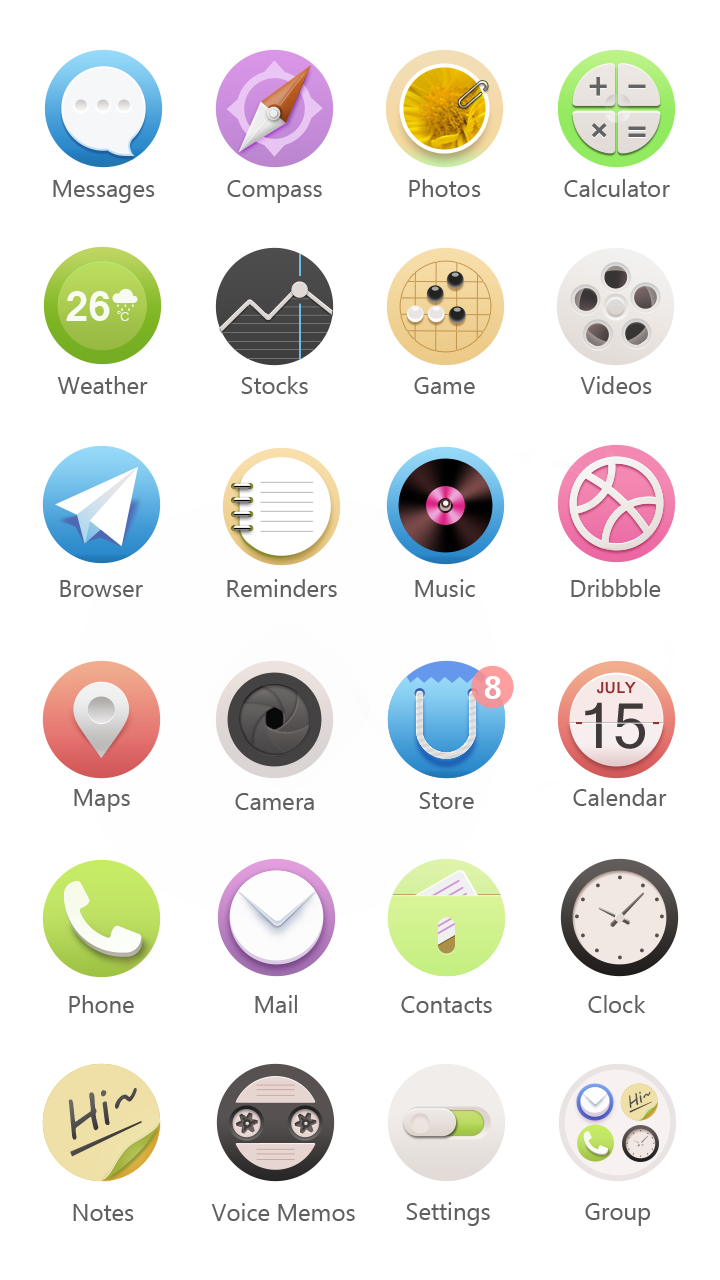 Messages
Compass
Photos
+ −
× =
Calculator
26 °C
Weather
Stocks
Game
Videos
Browser
Reminders
Music
Dribbble
Maps
Camera
8
Store
JULY
15
Calendar
Phone
Mail
Contacts
Clock
Hi~
Notes
Voice Memos
Settings
Hi~
Group